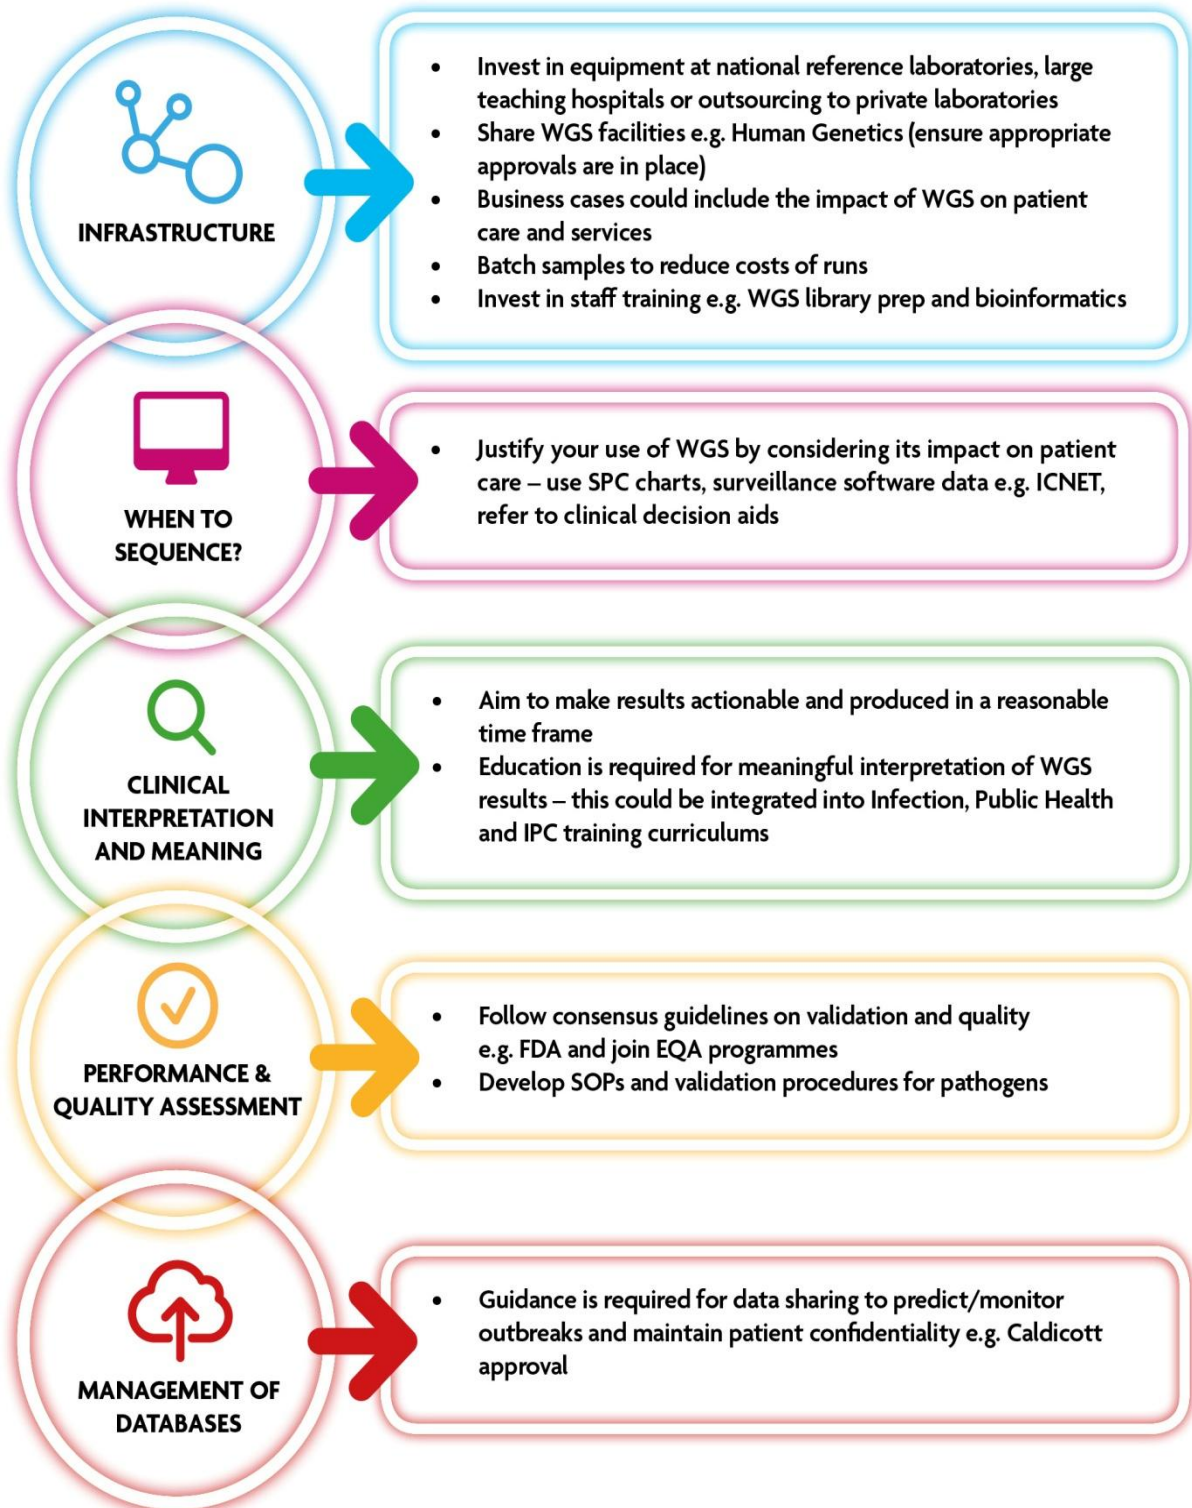 INFRASTRUCTURE
• Invest in equipment at national reference laboratories, large
teaching hospitals or outsourcing to private laboratories
• Share WGS facilities e.g. Human Genetics (ensure appropriate
approvals are in place)
• Business cases could include the impact of WGS on patient
care and services
• Batch samples to reduce costs of runs
• Invest in staff training e.g. WGS library prep and bioinformatics
WHEN TO
SEQUENCE?
• Justify your use of WGS by considering its impact on patient
care – use SPC charts, surveillance software data e.g. ICNET,
refer to clinical decision aids
CLINICAL
INTERPRETATION
AND MEANING
• Aim to make results actionable and produced in a reasonable
time frame
• Education is required for meaningful interpretation of WGS
results – this could be integrated into Infection, Public Health
and IPC training curriculums
PERFORMANCE &
QUALITY ASSESSMENT
• Follow consensus guidelines on validation and quality
e.g. FDA and join EQA programmes
• Develop SOPs and validation procedures for pathogens
MANAGEMENT OF
DATABASES
• Guidance is required for data sharing to predict/monitor
outbreaks and maintain patient confidentiality e.g. Caldicott
approval